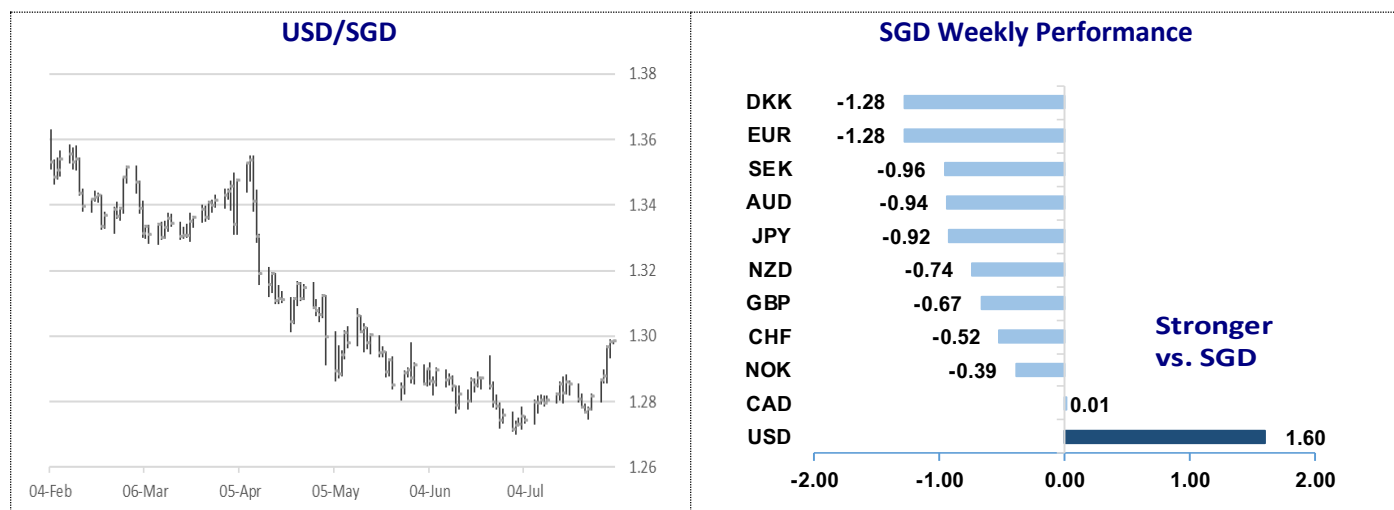 USD/SGD
1.38
1.36
1.34
1.32
1.30
1.28
1.26
04-Feb 06-Mar 05-Apr 05-May 04-Jun 04-Jul
SGD Weekly Performance
DKK -1.28
EUR -1.28
SEK -0.96
AUD -0.94
JPY -0.92
NZD -0.74
GBP -0.67
CHF -0.52
NOK -0.39
CAD 0.01
USD 1.60
Stronger
vs. SGD
-2.00 -1.00 0.00 1.00 2.00